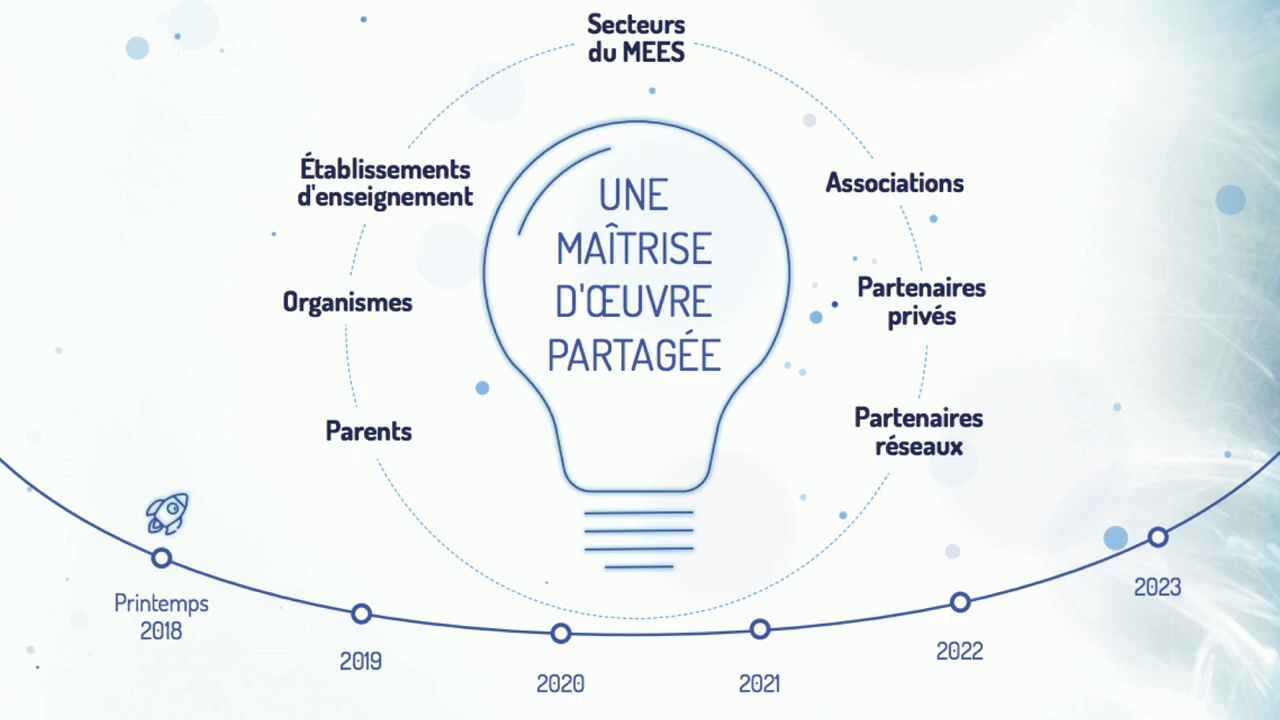 Secteurs
du MEES
Établissements
d'enseignement
Associations
Organismes
Partenaires
privés
Parents
Partenaires
réseaux
UNE
MAÎTRISE
D'ŒUVRE
PARTAGÉE
Printemps
2018
2019
2020
2021
2022
2023